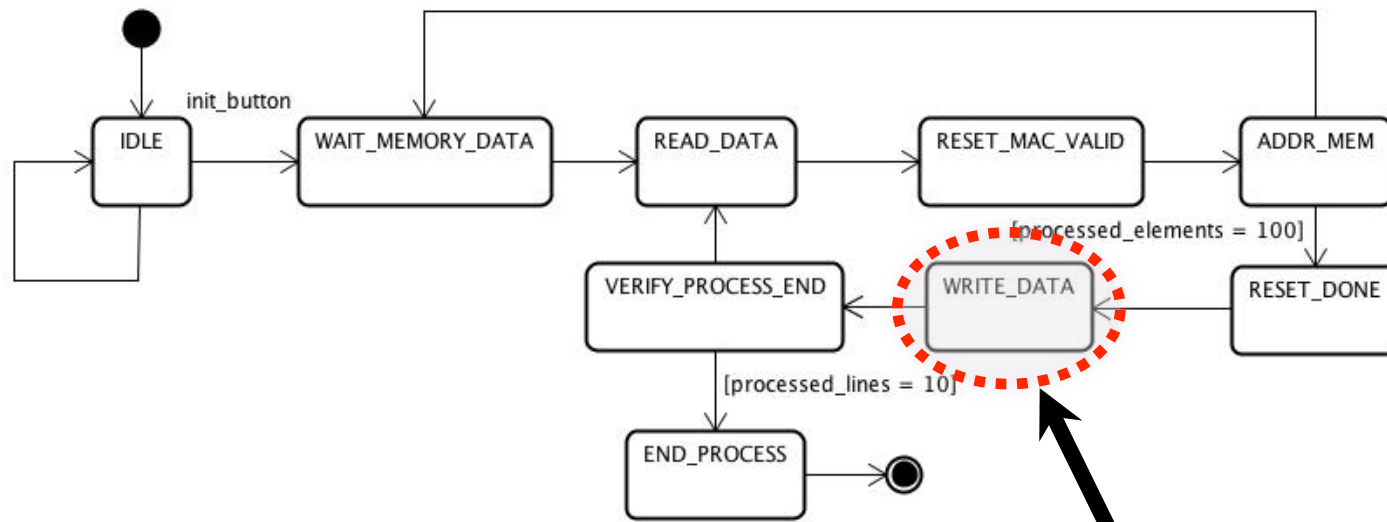 init_button
IDLE
WAIT_MEMORY_DATA
READ_DATA
RESET_MAC_VALID
ADDR_MEM
[processed_elements = 100]
VERIFY_PROCESS_END
WRITE_DATA
RESET_DONE
[processed_lines = 10]
END_PROCESS